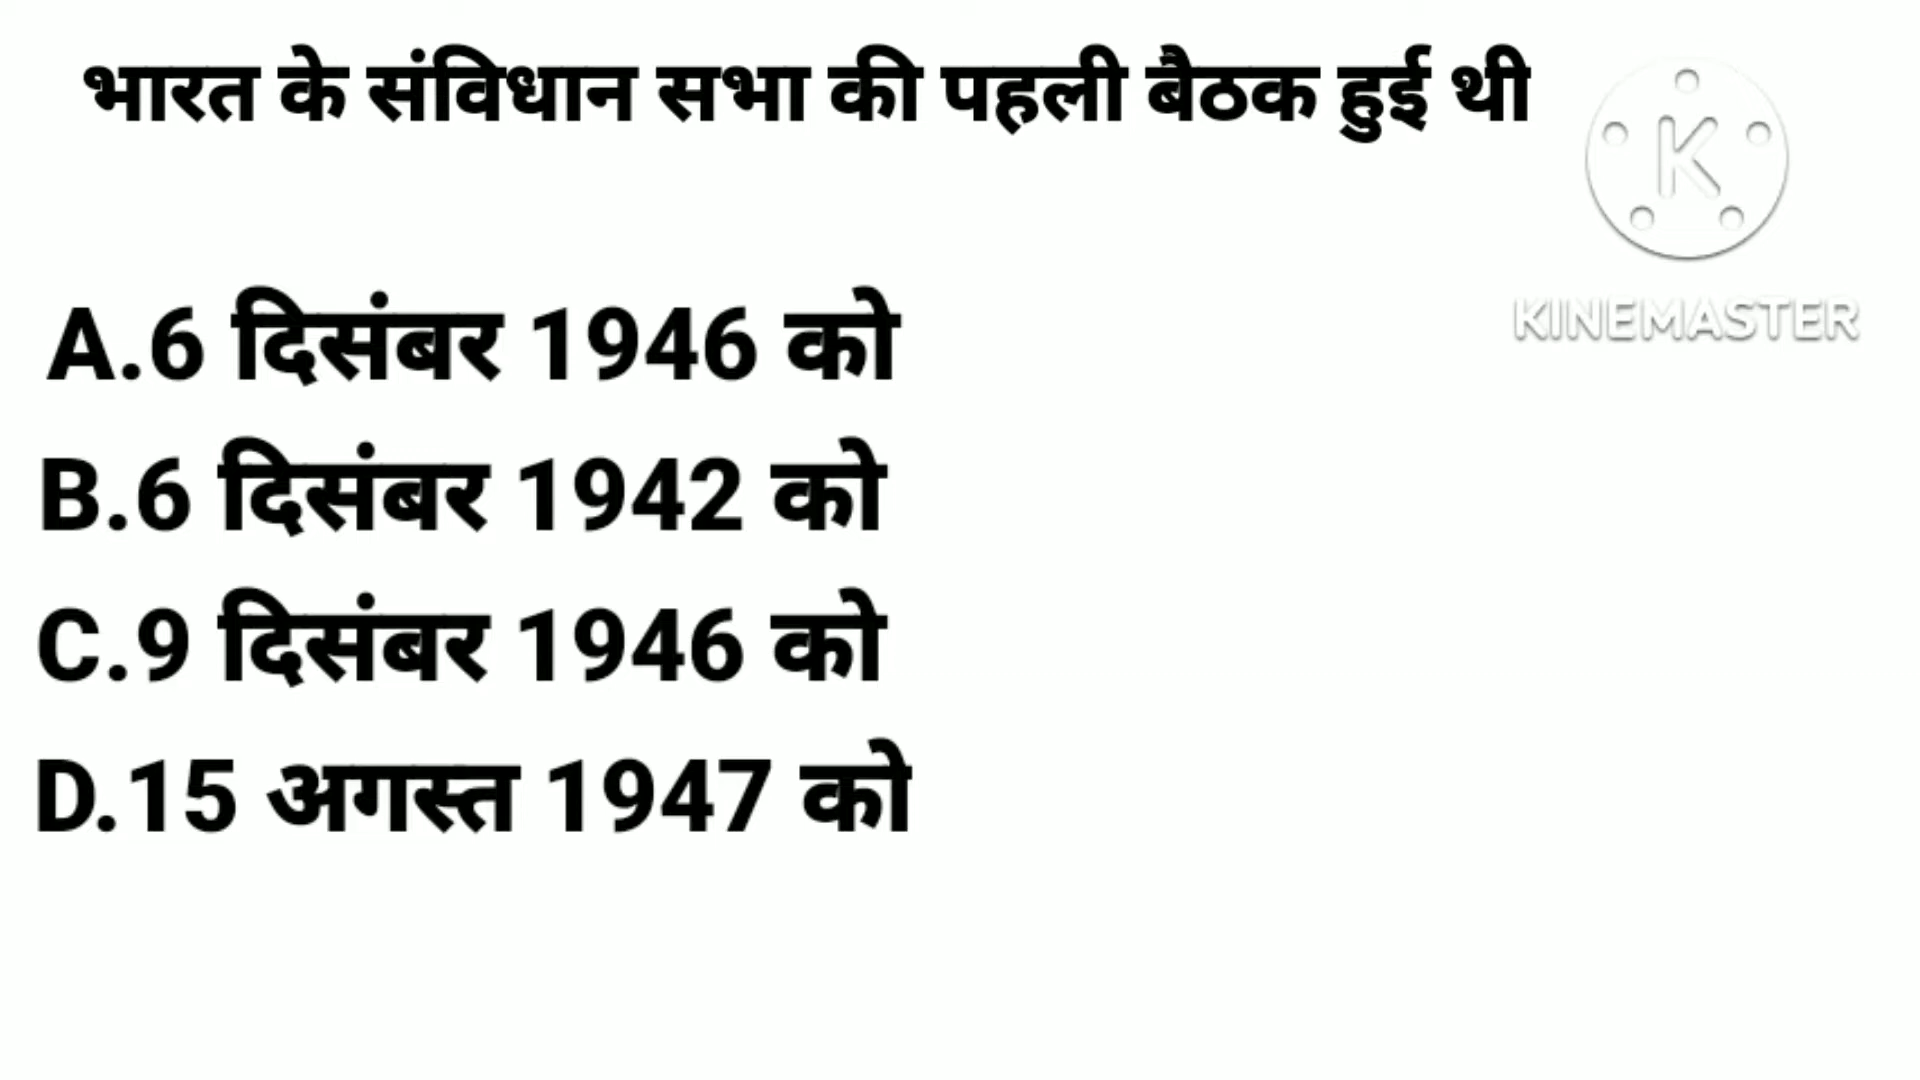 भारत के संविधान सभा की पहली बैठक हुई थी
K
KINEMASTER
A.6 दिसंबर 1946 को
B.6 दिसंबर 1942 को
C.9 दिसंबर 1946 को
D.15 अगस्त 1947 को